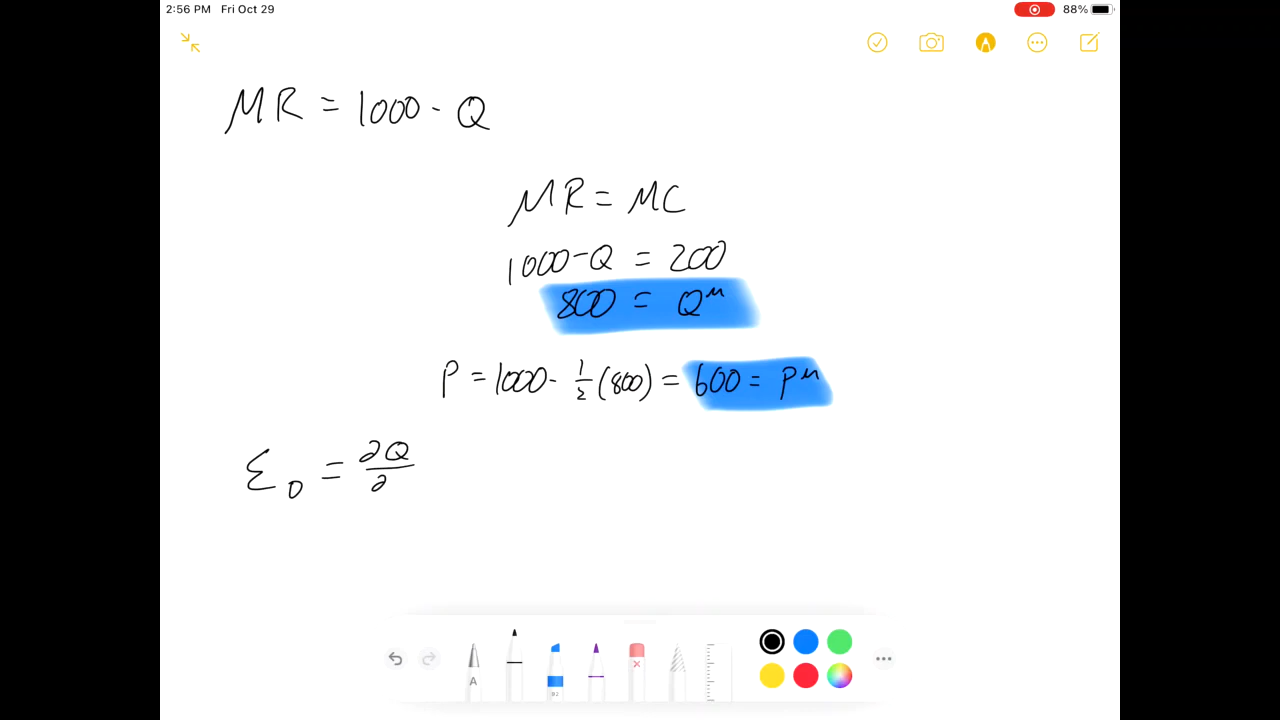 2:56 PM Fri Oct 29 88%
MR = 1000 - Q
MR = MC
1000 - Q = 200
800 = Qᴹ
P = 1000 - 1/2 (800) = 600 = Pᴹ
ε_D = ∂Q/∂
A